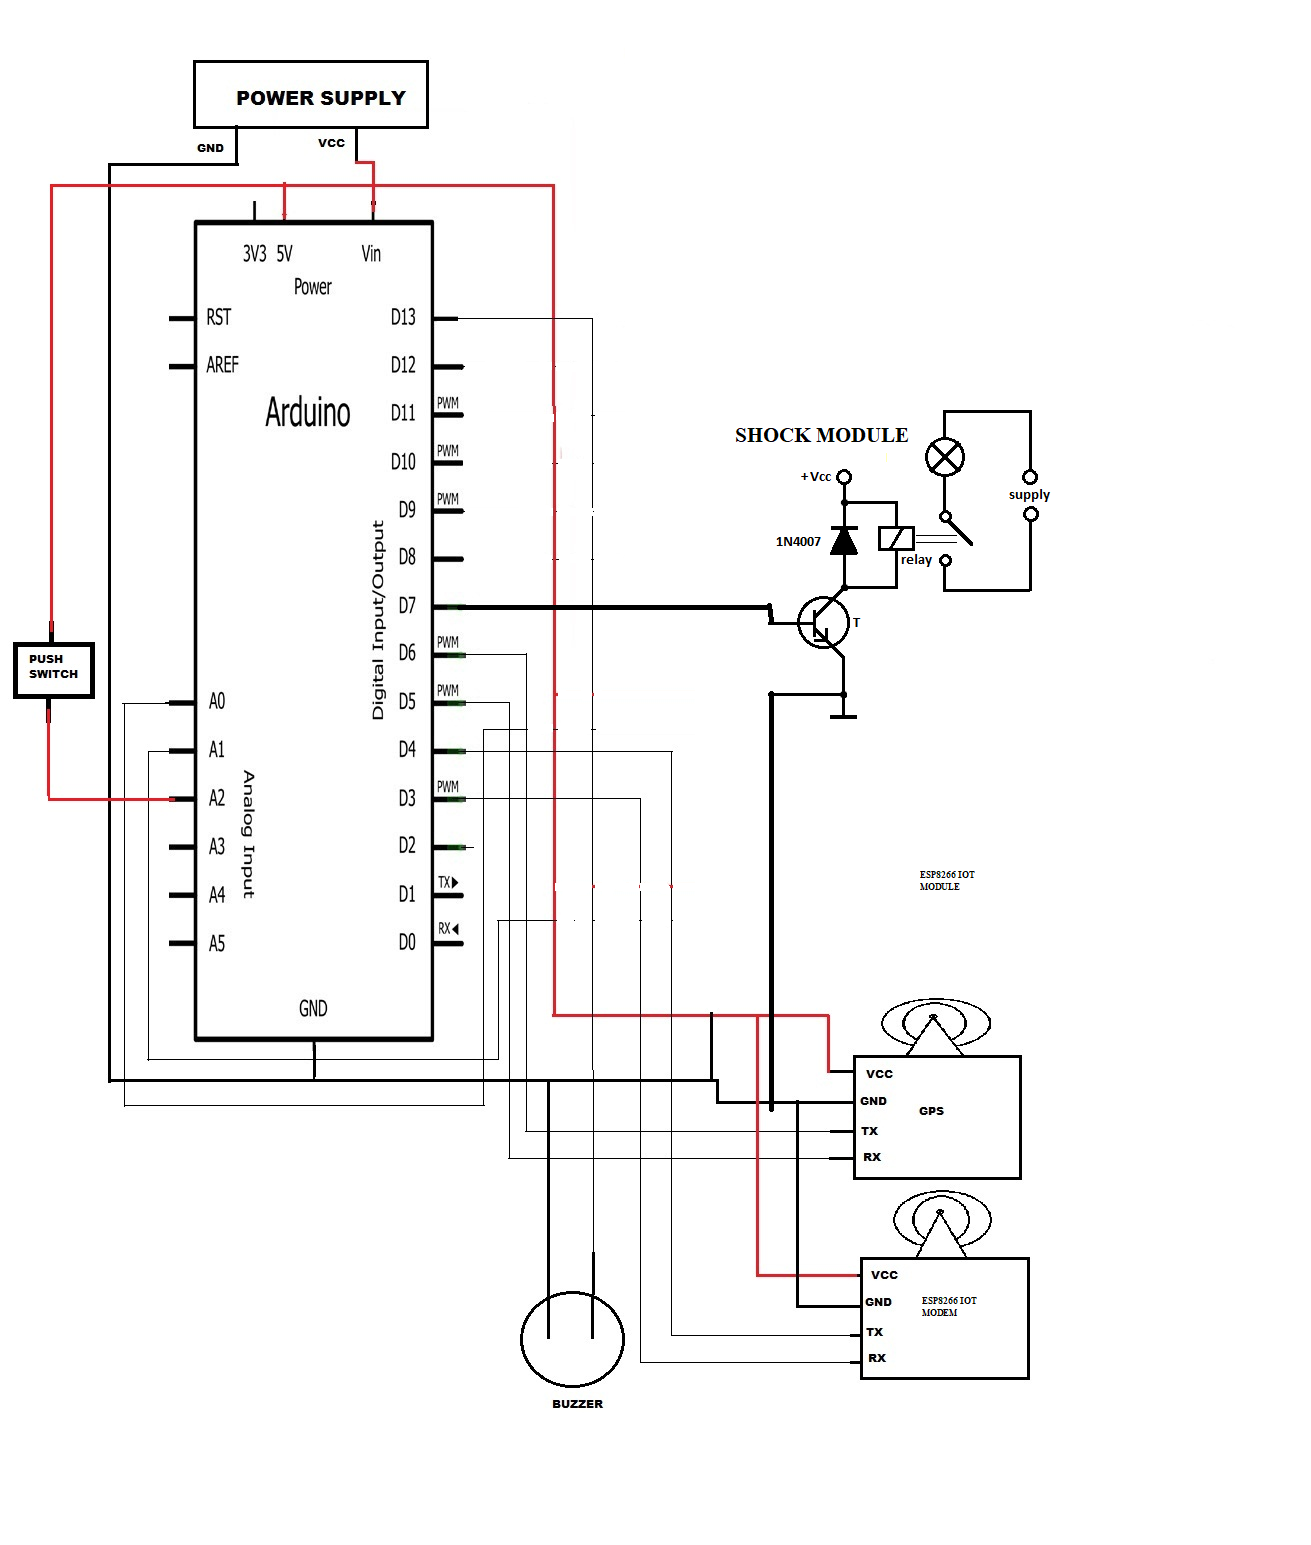 POWER SUPPLY
GND
VCC
3V3 5V Vin
Power
RST
AREF
Arduino
D13
D12
D11
PWM
D10
PWM
D9
PWM
D8
D7
D6
PWM
D5
PWM
D4
D3
PWM
D2
D1
TX
D0
RX
Digital Input/Output
A0
A1
A2
A3
A4
A5
Analog Input
GND
PUSH
SWITCH
SHOCK MODULE
+Vcc
1N4007
relay
supply
T
ESP8266 IOT
MODULE
VCC
GND
TX
RX
GPS
VCC
GND
TX
RX
ESP8266 IOT
MODEM
BUZZER